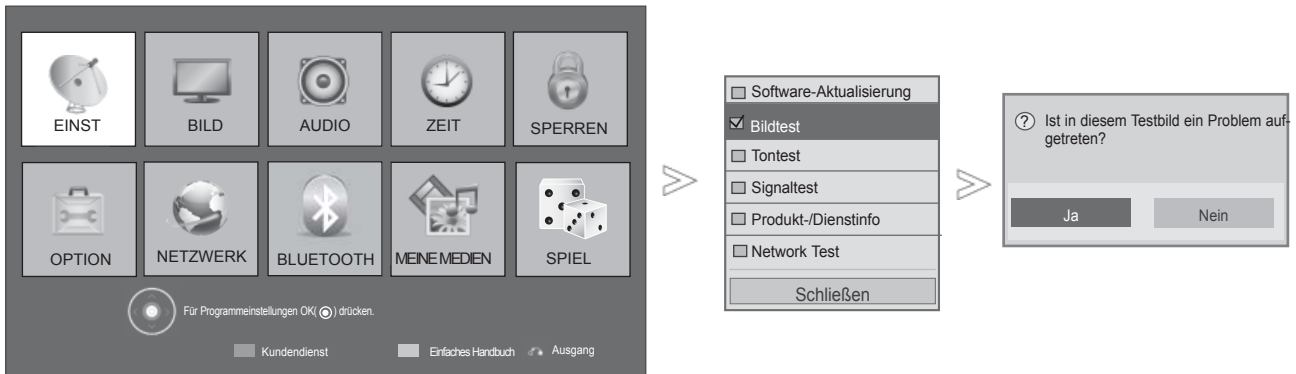 EINST BILD AUDIO ZEIT SPERREN
OPTION NETZWERK BLUETOOTH MEINE MEDIEN SPIEL
Für Programmeinstellungen OK(◉) drücken.
Kundendienst Einfaches Handbuch Ausgang
Software-Aktualisierung
Bildtest
Tontest
Signaltest
Produkt-/Dienstinfo
Network Test
Schließen
? Ist in diesem Testbild ein Problem auf-
getreten?
Ja Nein